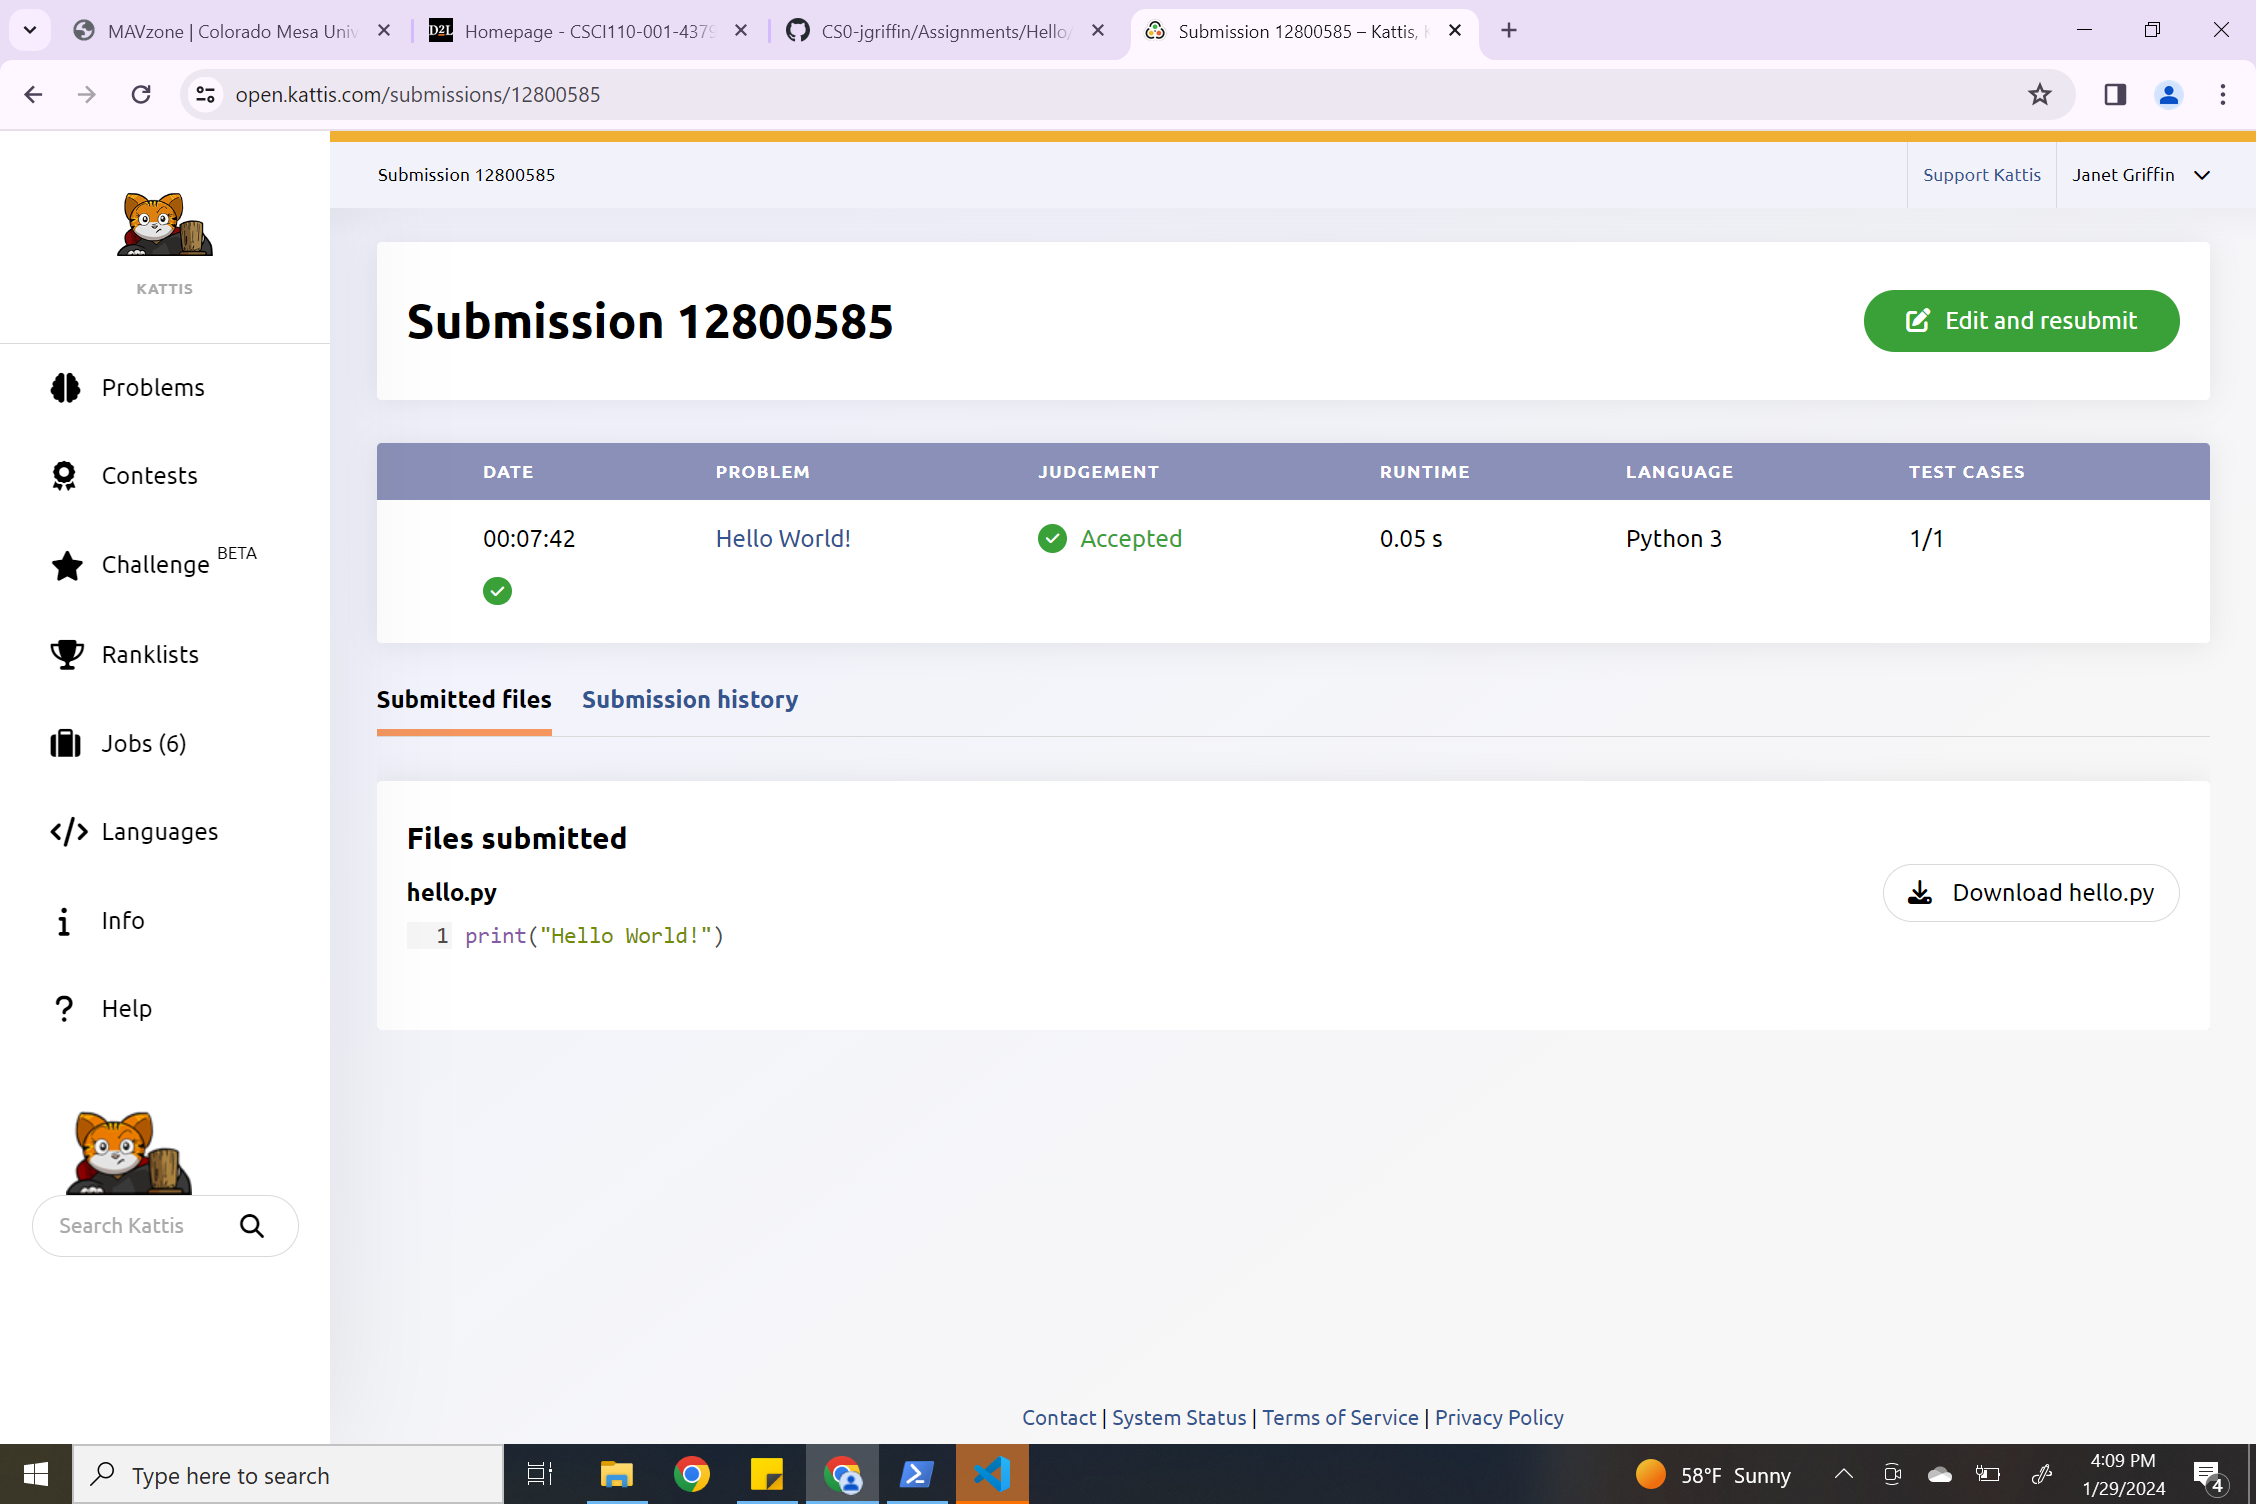 MAVzone | Colorado Mesa Univ
D2L Homepage - CSCI110-001-4379
CS0-jgriffin/Assignments/Hello/
Submission 12800585 – Kattis,
open.kattis.com/submissions/12800585
Submission 12800585
Support Kattis
Janet Griffin
KATTIS
Problems
Contests
Challenge BETA
Ranklists
Jobs (6)
Languages
Info
Help
Search Kattis
Submission 12800585
Edit and resubmit
DATE PROBLEM JUDGEMENT RUNTIME LANGUAGE TEST CASES
00:07:42 Hello World! Accepted 0.05 s Python 3 1/1
Submitted files Submission history
Files submitted
hello.py
Download hello.py
1 print("Hello World!")
Contact | System Status | Terms of Service | Privacy Policy
Type here to search
58°F Sunny
4:09 PM
1/29/2024
4